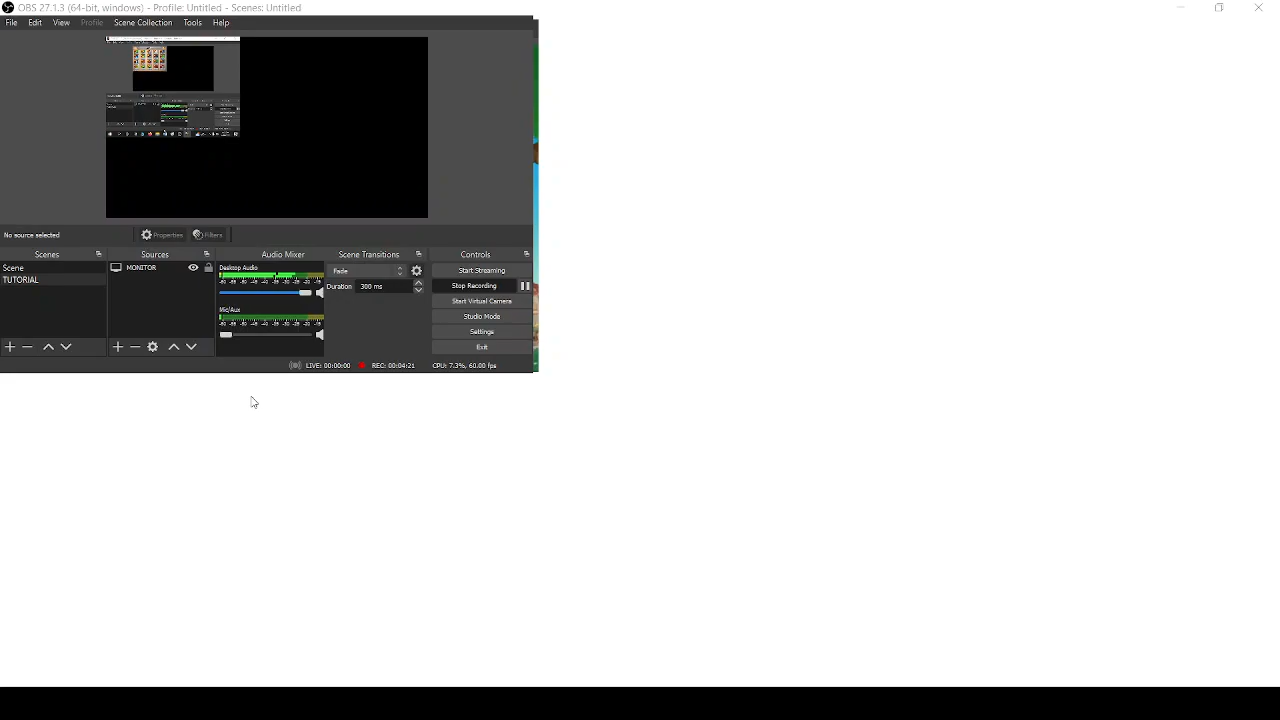 OBS 27.1.3 (64-bit, windows) - Profile: Untitled - Scenes: Untitled
File Edit View Profile Scene Collection Tools Help
No source selected Properties Filters
Scenes Sources Audio Mixer Scene Transitions Controls
Scene MONITOR Desktop Audio Fade Start Streaming
TUTORIAL Duration 300 ms Stop Recording
Mic/Aux Start Virtual Camera
Studio Mode
Settings
Exit
LIVE: 00:00:00 REC: 00:04:21 CPU: 7.3%, 60.00 fps